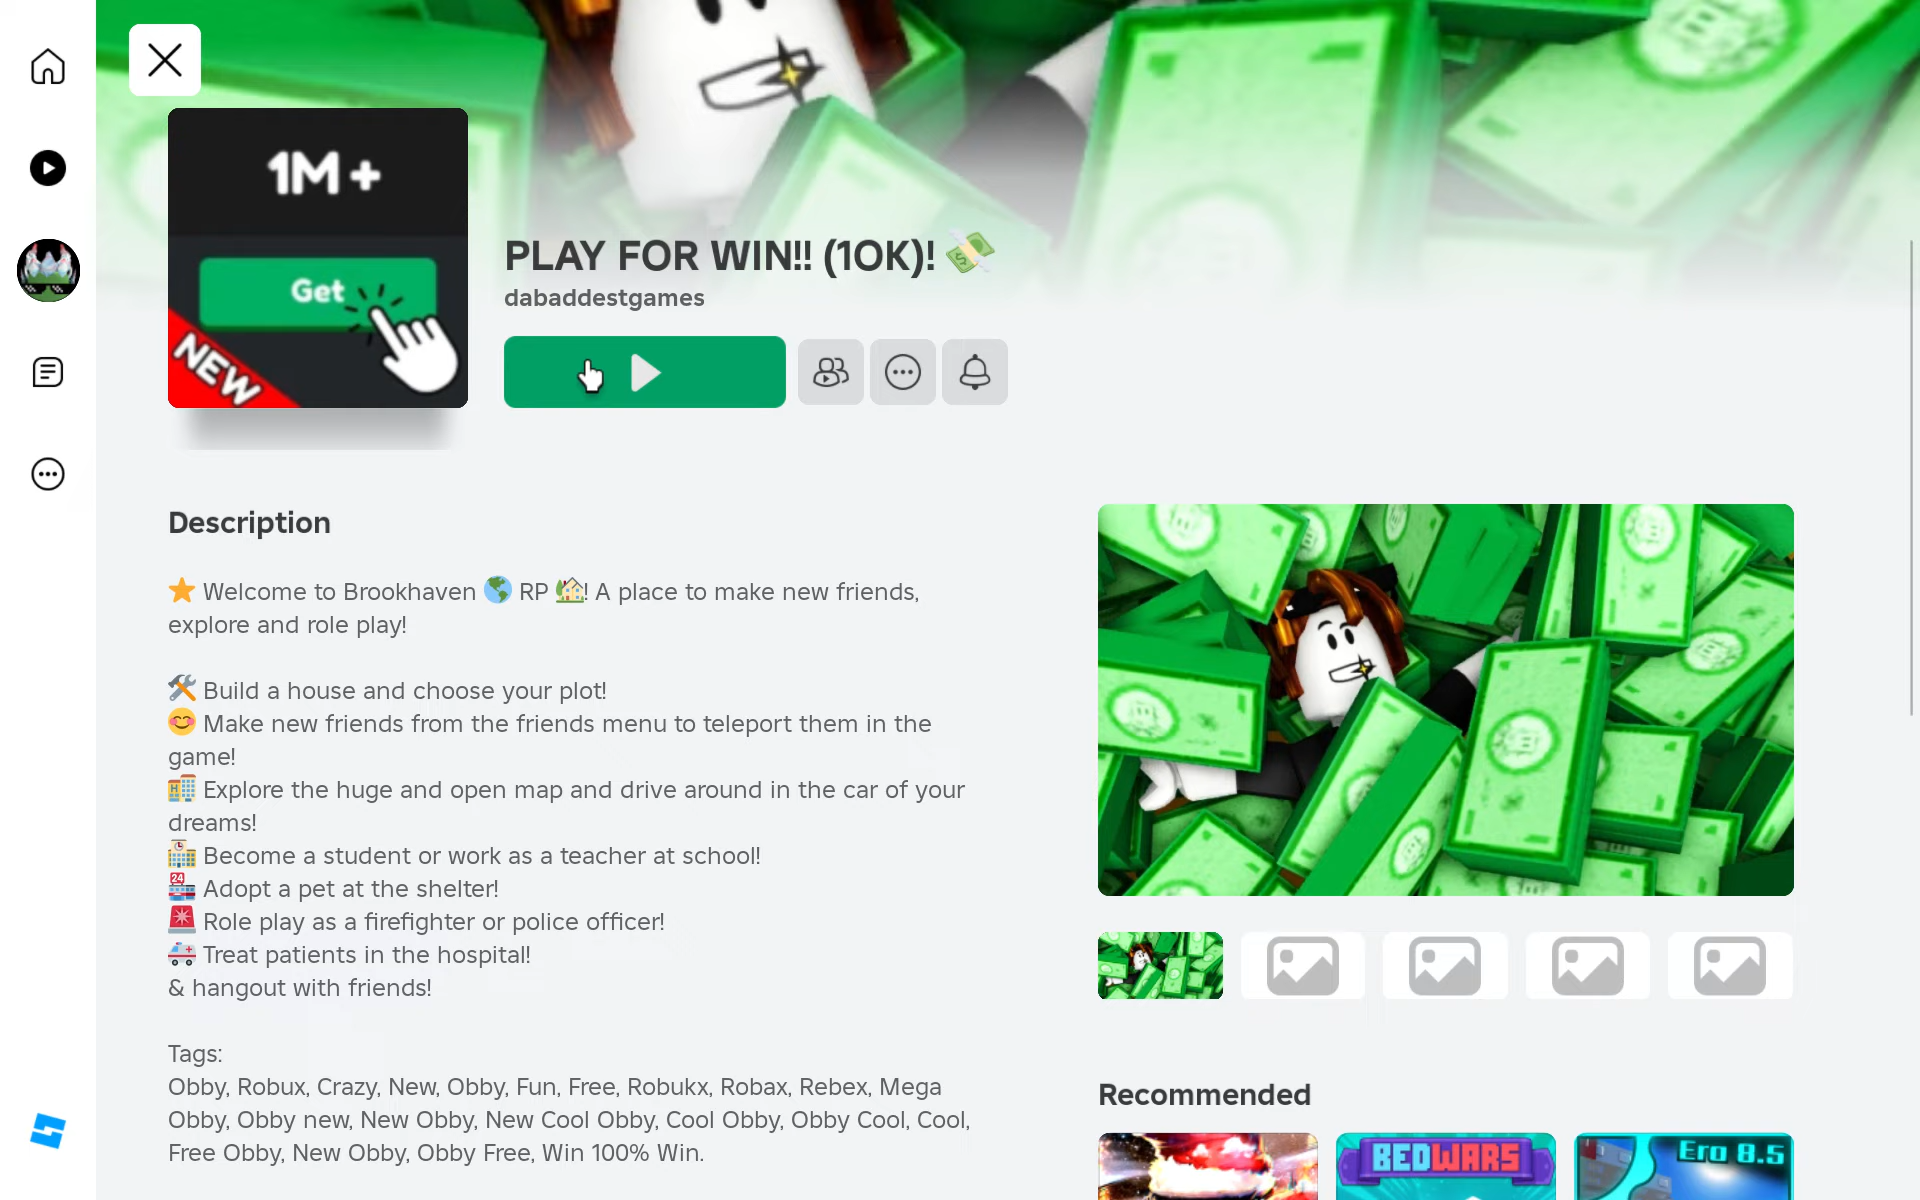 1M+
Get
NEW
PLAY FOR WIN!! (10K)! 💸
dabaddestgames
Description
⭐ Welcome to Brookhaven 🌎 RP 🏡! A place to make new friends,
explore and role play!
🛠️ Build a house and choose your plot!
😊 Make new friends from the friends menu to teleport them in the
game!
🏨 Explore the huge and open map and drive around in the car of your
dreams!
🏫 Become a student or work as a teacher at school!
🏪 Adopt a pet at the shelter!
🚨 Role play as a firefighter or police officer!
🚑 Treat patients in the hospital!
& hangout with friends!
Tags:
Obby, Robux, Crazy, New, Obby, Fun, Free, Robukx, Robax, Rebex, Mega
Obby, Obby new, New Obby, New Cool Obby, Cool Obby, Obby Cool, Cool,
Free Obby, New Obby, Obby Free, Win 100% Win.
Recommended
BEDWARS
Ero 8.5